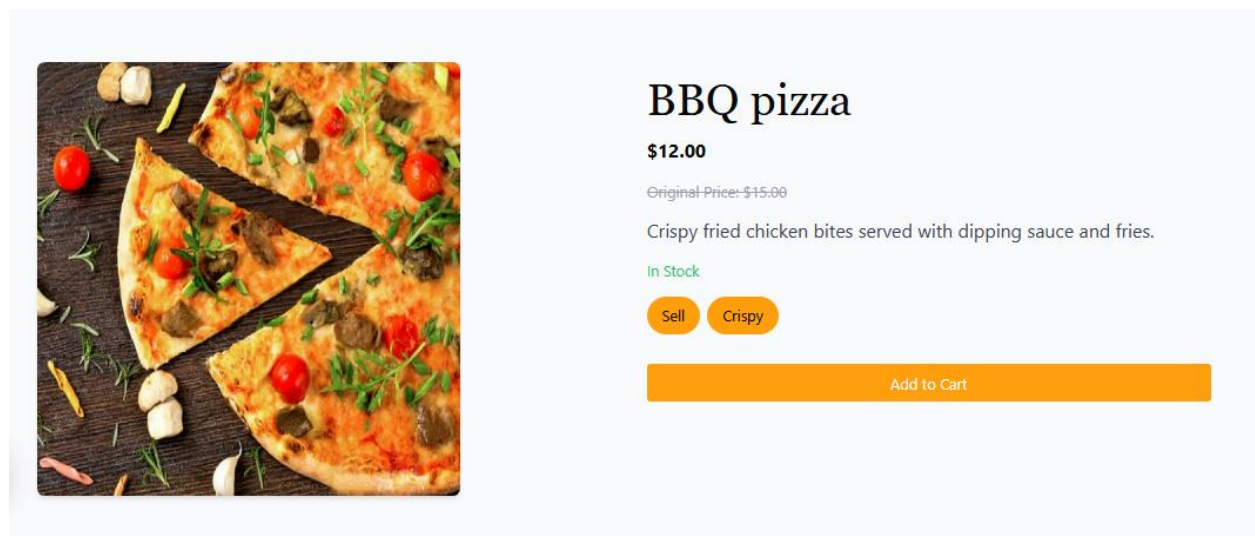 BBQ pizza
$12.00
Original Price: $15.00
Crispy fried chicken bites served with dipping sauce and fries.
In Stock
Sell Crispy
Add to Cart